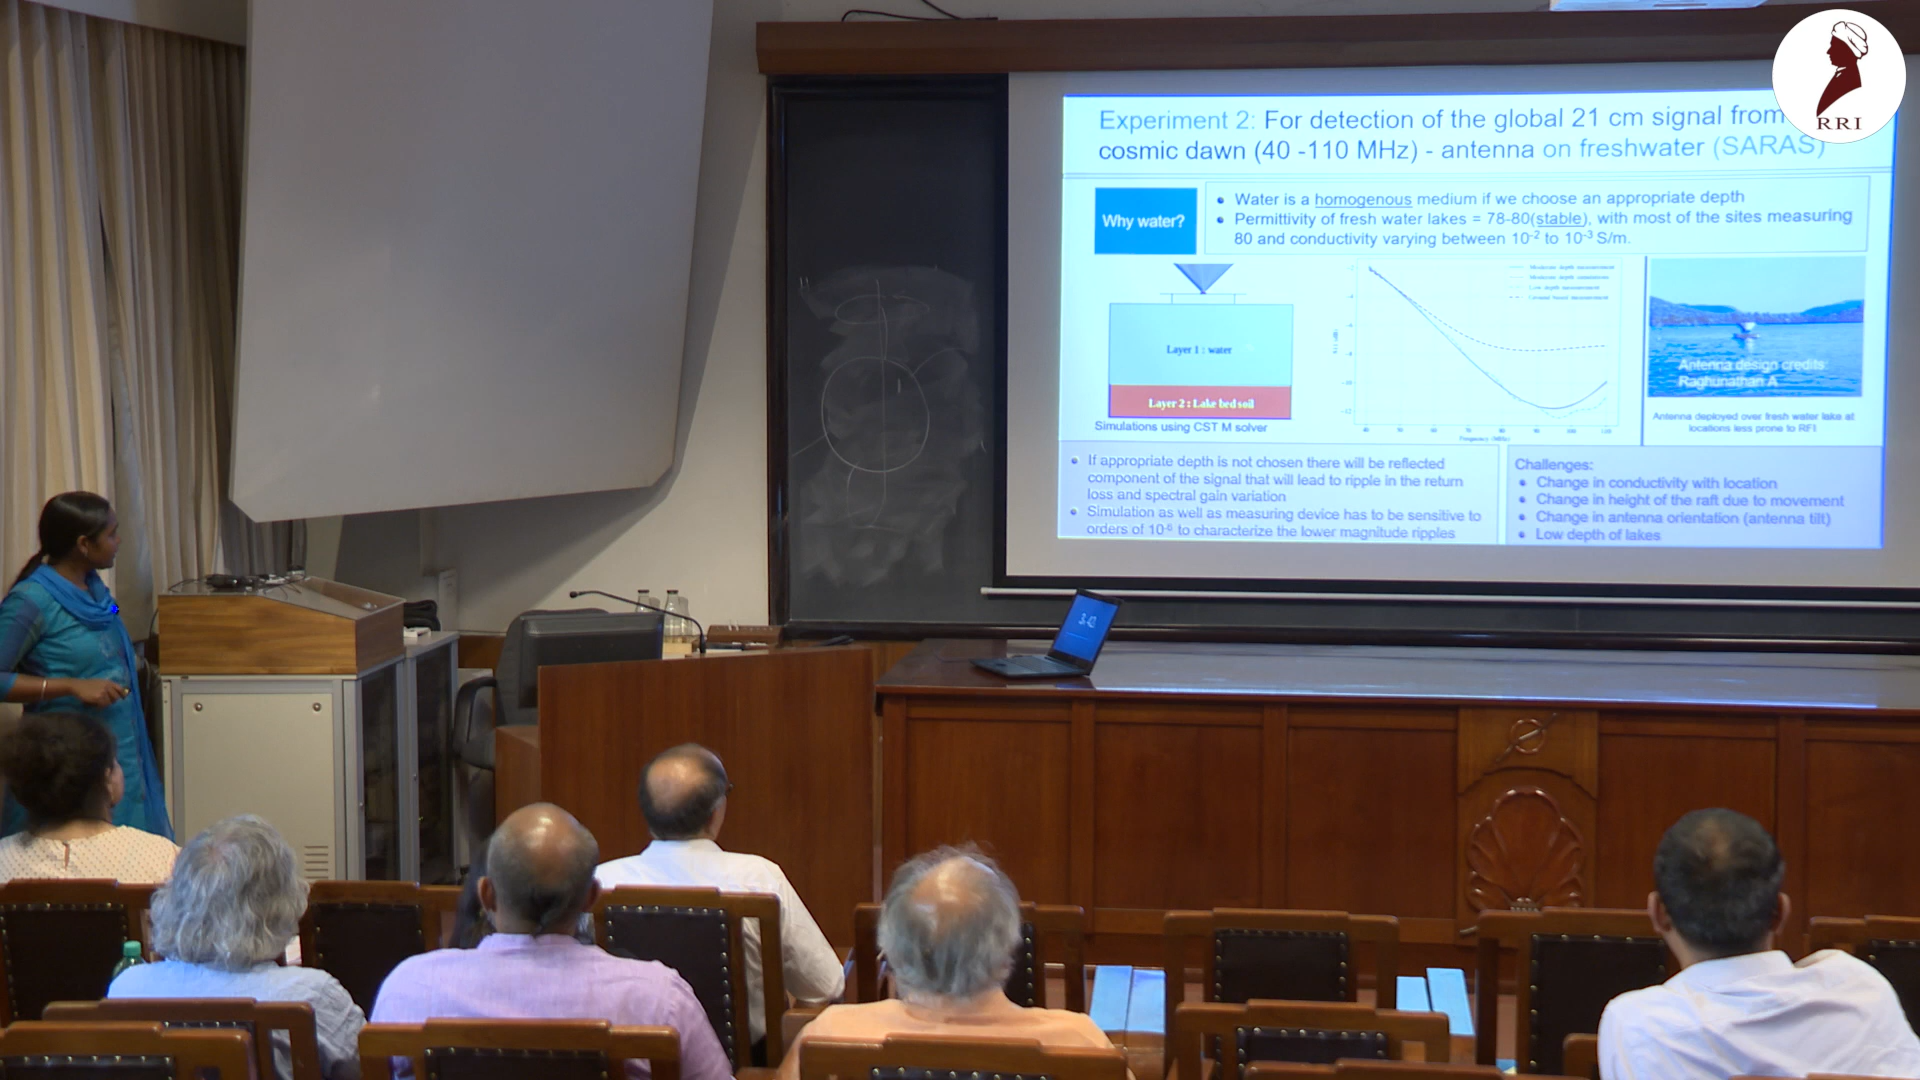 RRI
Experiment 2: For detection of the global 21 cm signal from
cosmic dawn (40 -110 MHz) - antenna on freshwater (SARAS)
Why water?
Water is a homogenous medium if we choose an appropriate depth
Permittivity of fresh water lakes = 78-80(stable), with most of the sites measuring
80 and conductivity varying between 10⁻² to 10⁻³ S/m.
Layer 1 : water
Layer 2 : Lake bed soil
Simulations using CST M solver
Frequency (MHz)
Antenna design credits:
Raghunathan A
Antenna deployed over fresh water lake at
locations less prone to RFI
If appropriate depth is not chosen there will be reflected
component of the signal that will lead to ripple in the return
loss and spectral gain variation
Simulation as well as measuring device has to be sensitive to
orders of 10⁻⁶ to characterize the lower magnitude ripples
Challenges:
Change in conductivity with location
Change in height of the raft due to movement
Change in antenna orientation (antenna tilt)
Low depth of lakes